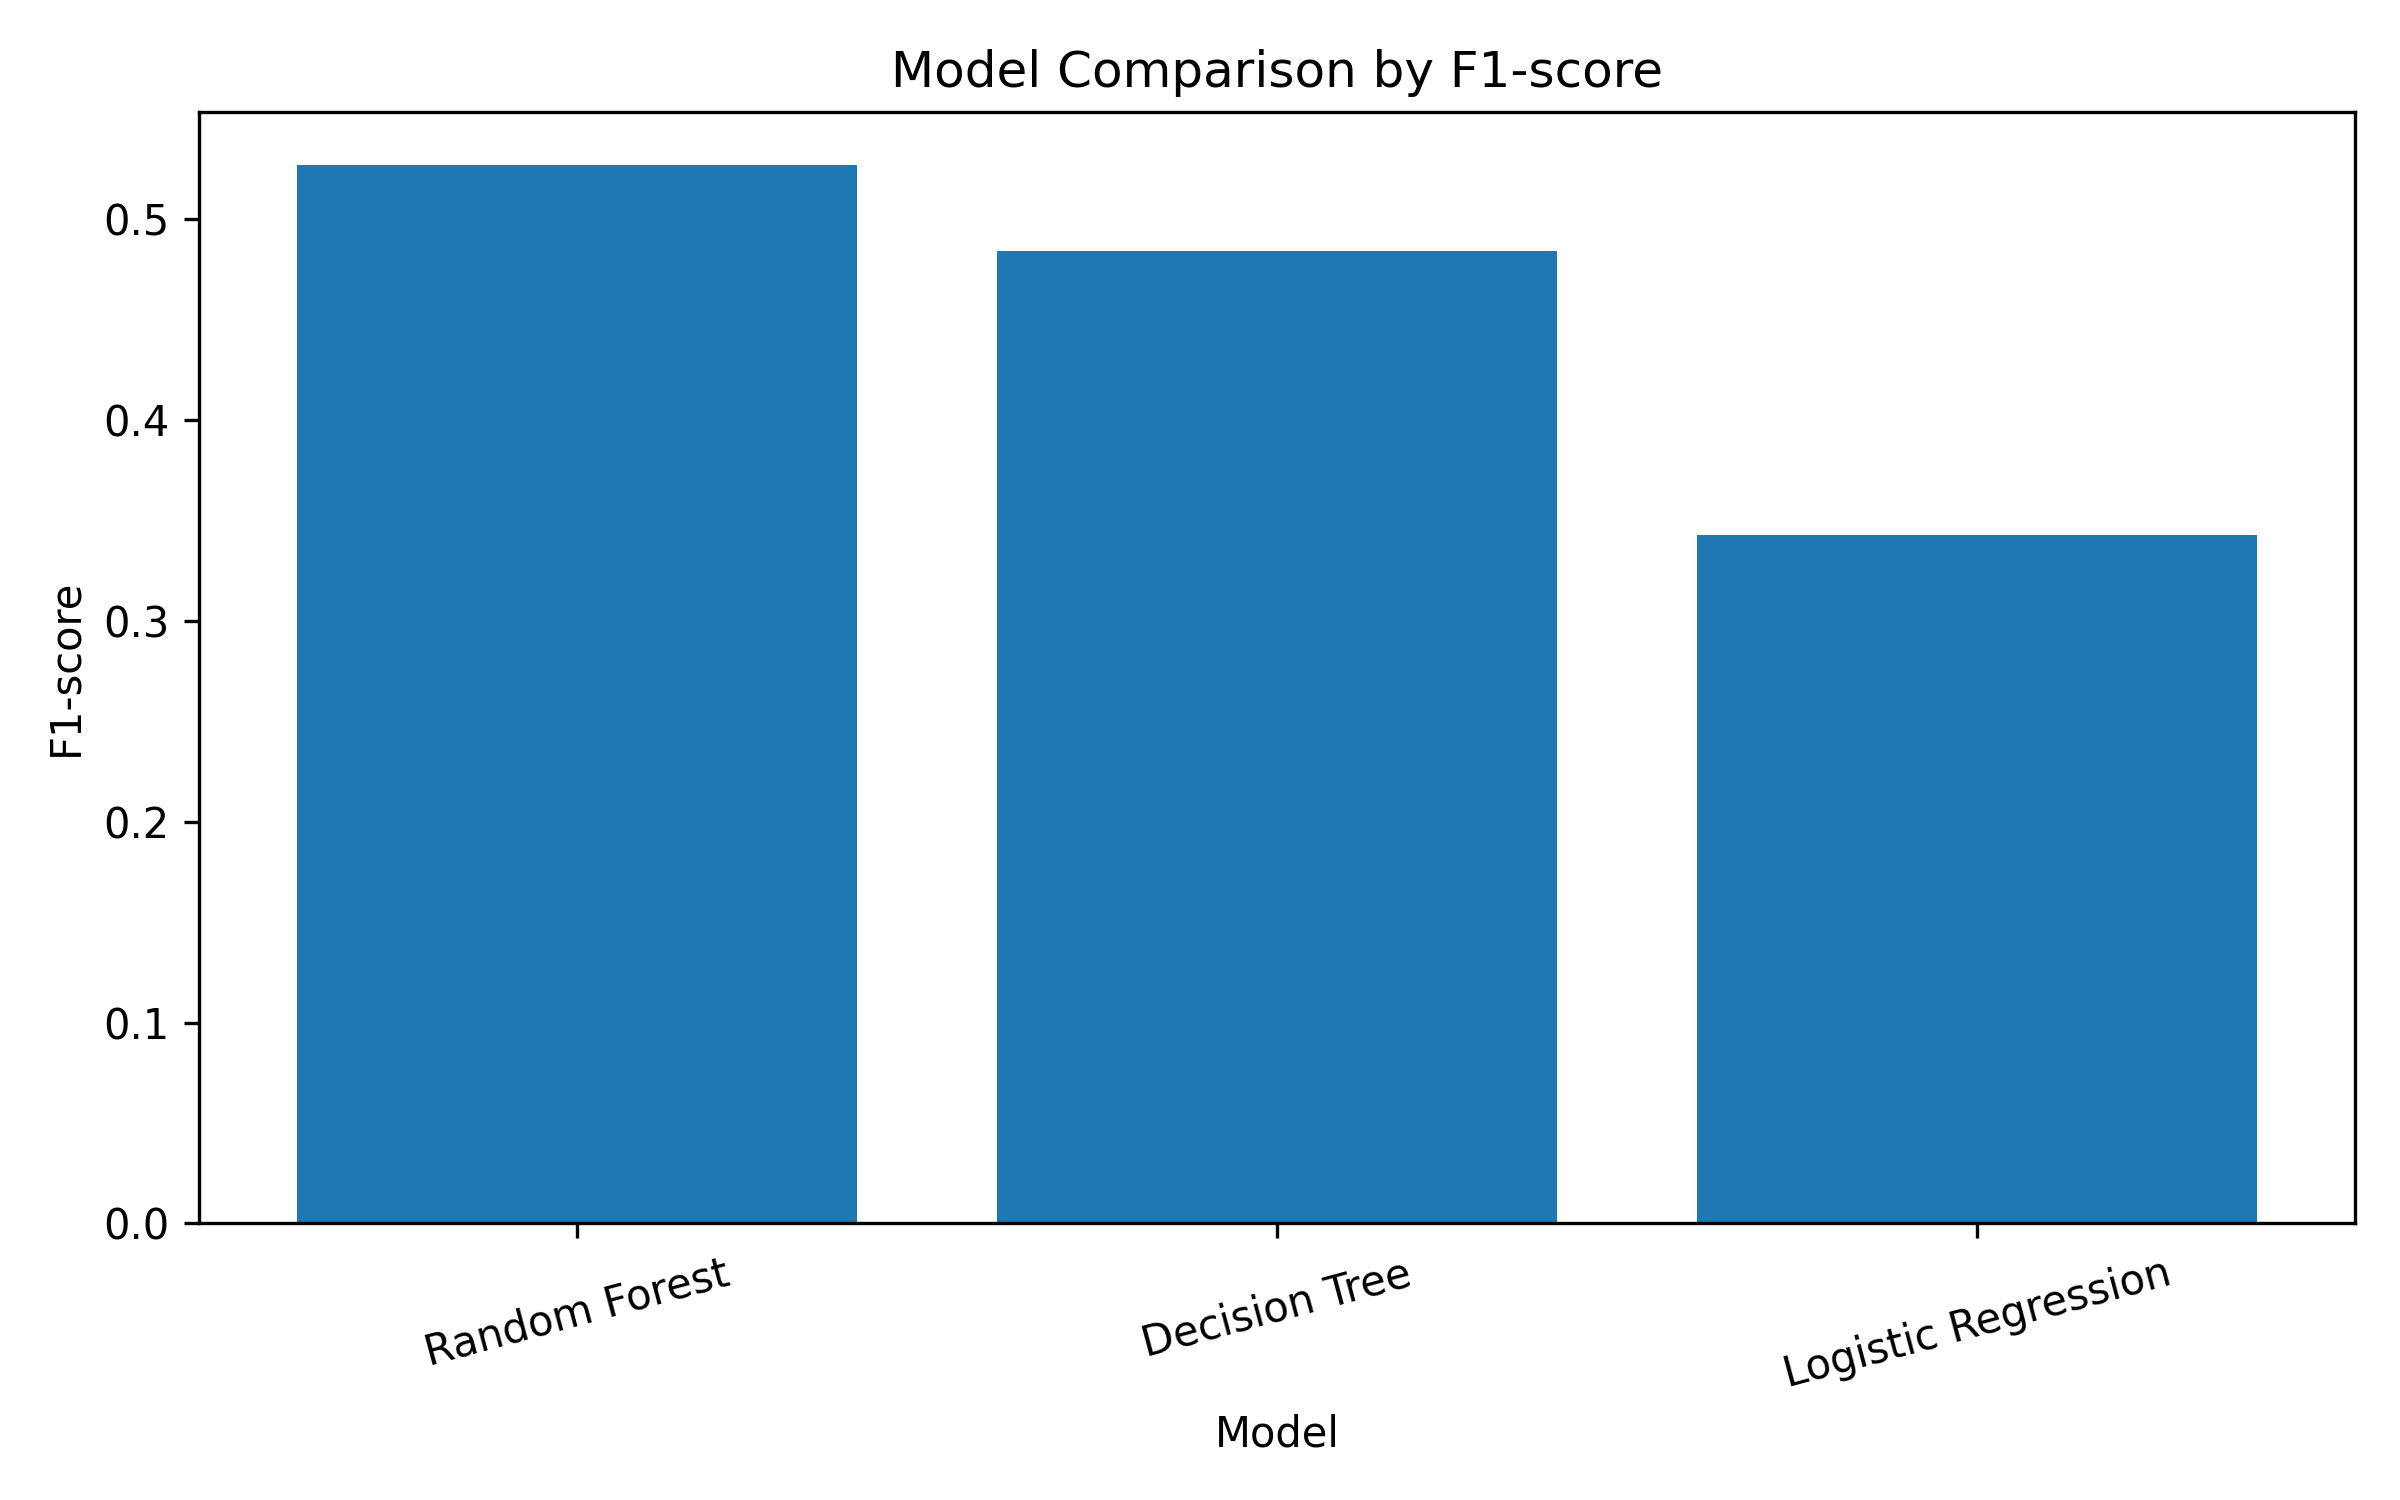 Model Comparison by F1-score
F1-score
0.5
0.4
0.3
0.2
0.1
0.0
Random Forest
Decision Tree
Logistic Regression
Model